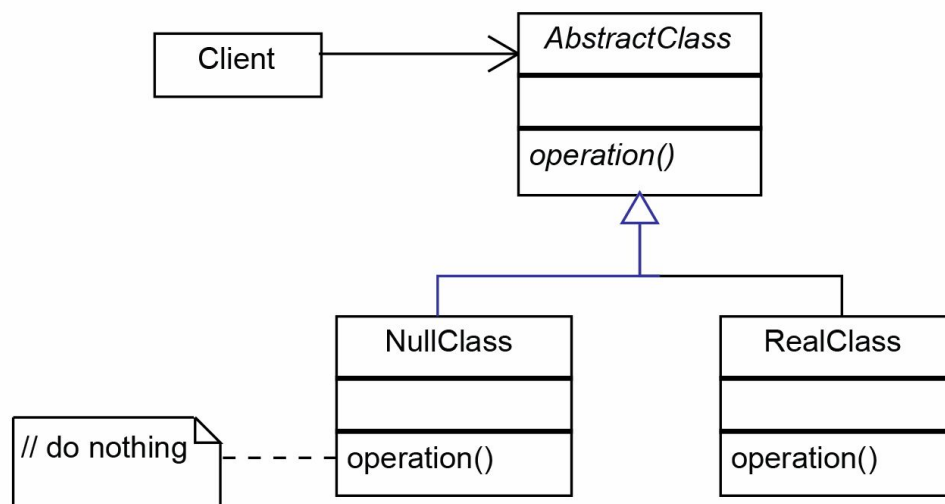 Client
AbstractClass
operation()
NullClass
RealClass
// do nothing
operation()
operation()